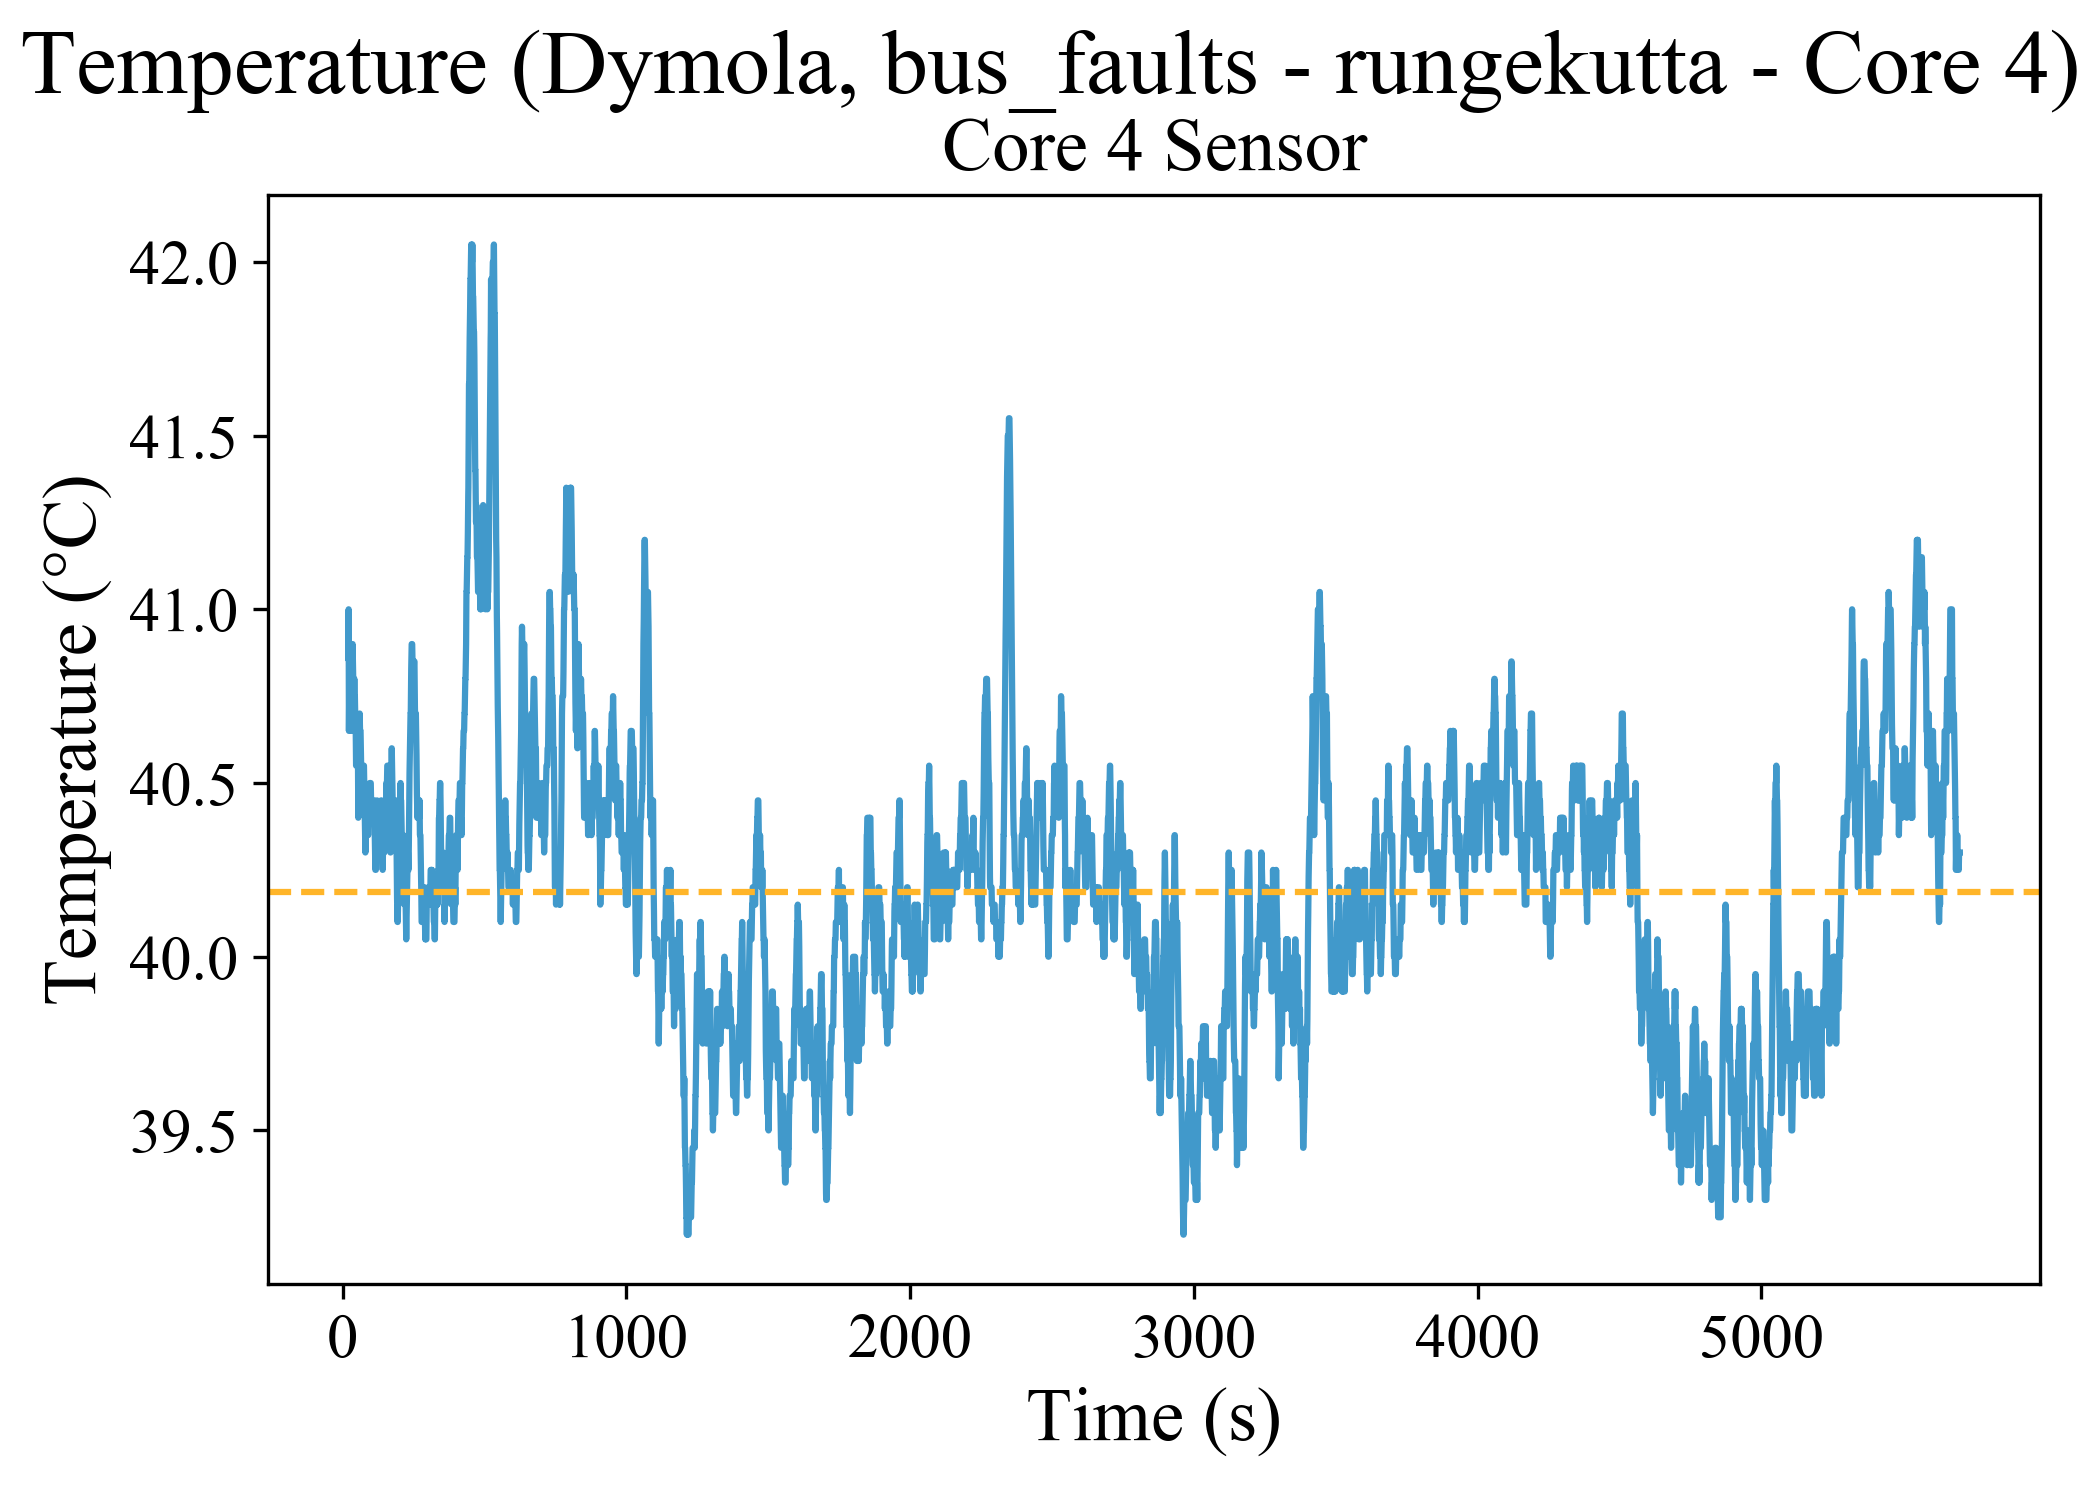 Temperature (Dymola, bus_faults - rungekutta - Core 4)
Core 4 Sensor
Temperature (°C)
42.0
41.5
41.0
40.5
40.0
39.5
0 1000 2000 3000 4000 5000
Time (s)